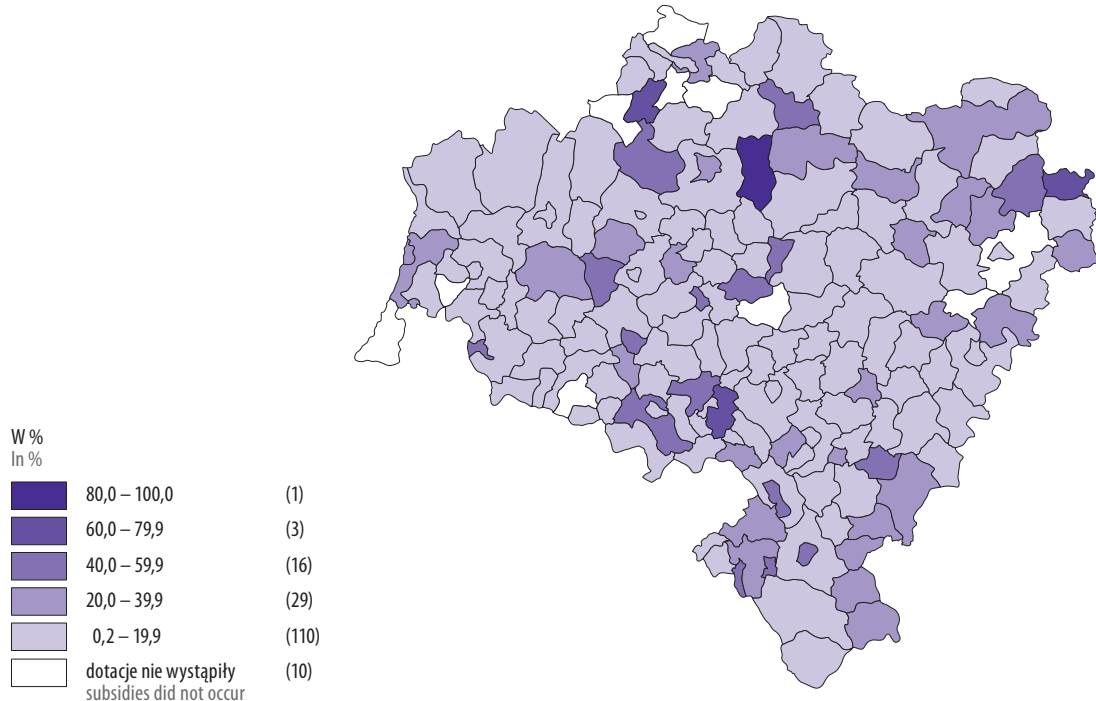 W %
In %
80,0 – 100,0 (1)
60,0 – 79,9 (3)
40,0 – 59,9 (16)
20,0 – 39,9 (29)
0,2 – 19,9 (110)
dotacje nie wystąpiły (10)
subsidies did not occur